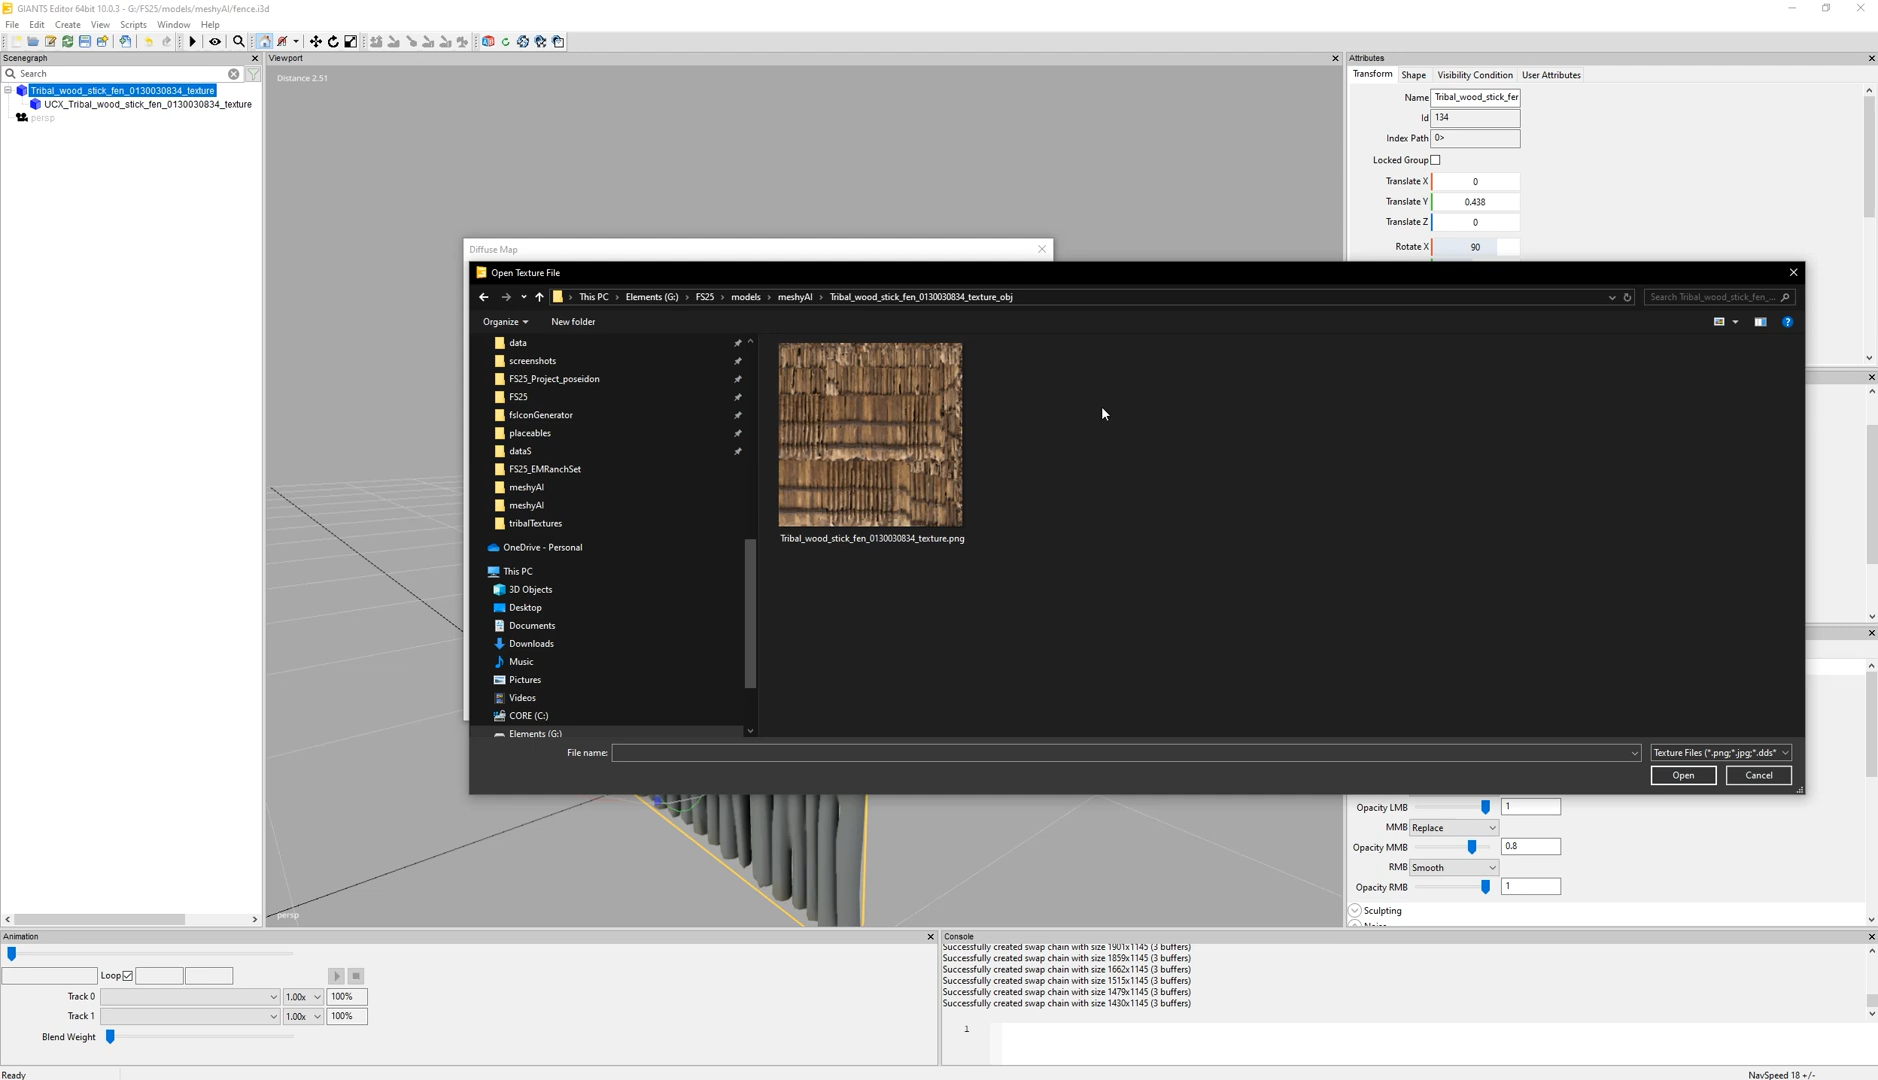 GIANTS Editor 64bit 10.0.3 - G:/FS25/models/meshyAI/fence.i3d
File Edit Create View Scripts Window Help
Scenegraph
Viewport
Attributes
Search
Distance 2.51
Transform Shape Visibility Condition User Attributes
Tribal_wood_stick_fen_0130030834_texture
UCX_Tribal_wood_stick_fen_0130030834_texture
persp
Name Tribal_wood_stick_fer
Id 134
Index Path 0>
Locked Group
Translate X 0
Translate Y 0.438
Translate Z 0
Rotate X 90
Diffuse Map
Open Texture File
This PC > Elements (G:) > FS25 > models > meshyAI > Tribal_wood_stick_fen_0130030834_texture_obj
Search Tribal_wood_stick_fen_...
Organize New folder
data
screenshots
FS25_Project_poseidon
FS25
fsIconGenerator
placeables
dataS
FS25_EMRanchSet
meshyAI
meshyAI
tribalTextures
OneDrive - Personal
This PC
3D Objects
Desktop
Documents
Downloads
Music
Pictures
Videos
CORE (C:)
Elements (G:)
Tribal_wood_stick_fen_0130030834_texture.png
File name:
Texture Files (*.png;*.jpg;*.dds*
Open Cancel
Opacity LMB 1
MMB Replace
Opacity MMB 0.8
RMB Smooth
Opacity RMB 1
Sculpting
Noise
persp
Animation
Loop
Track 0 1.00x 100%
Track 1 1.00x 100%
Blend Weight
Console
Successfully created swap chain with size 1901x1145 (3 buffers)
Successfully created swap chain with size 1859x1145 (3 buffers)
Successfully created swap chain with size 1662x1145 (3 buffers)
Successfully created swap chain with size 1515x1145 (3 buffers)
Successfully created swap chain with size 1479x1145 (3 buffers)
Successfully created swap chain with size 1430x1145 (3 buffers)
1
Ready
NavSpeed 18 +/-